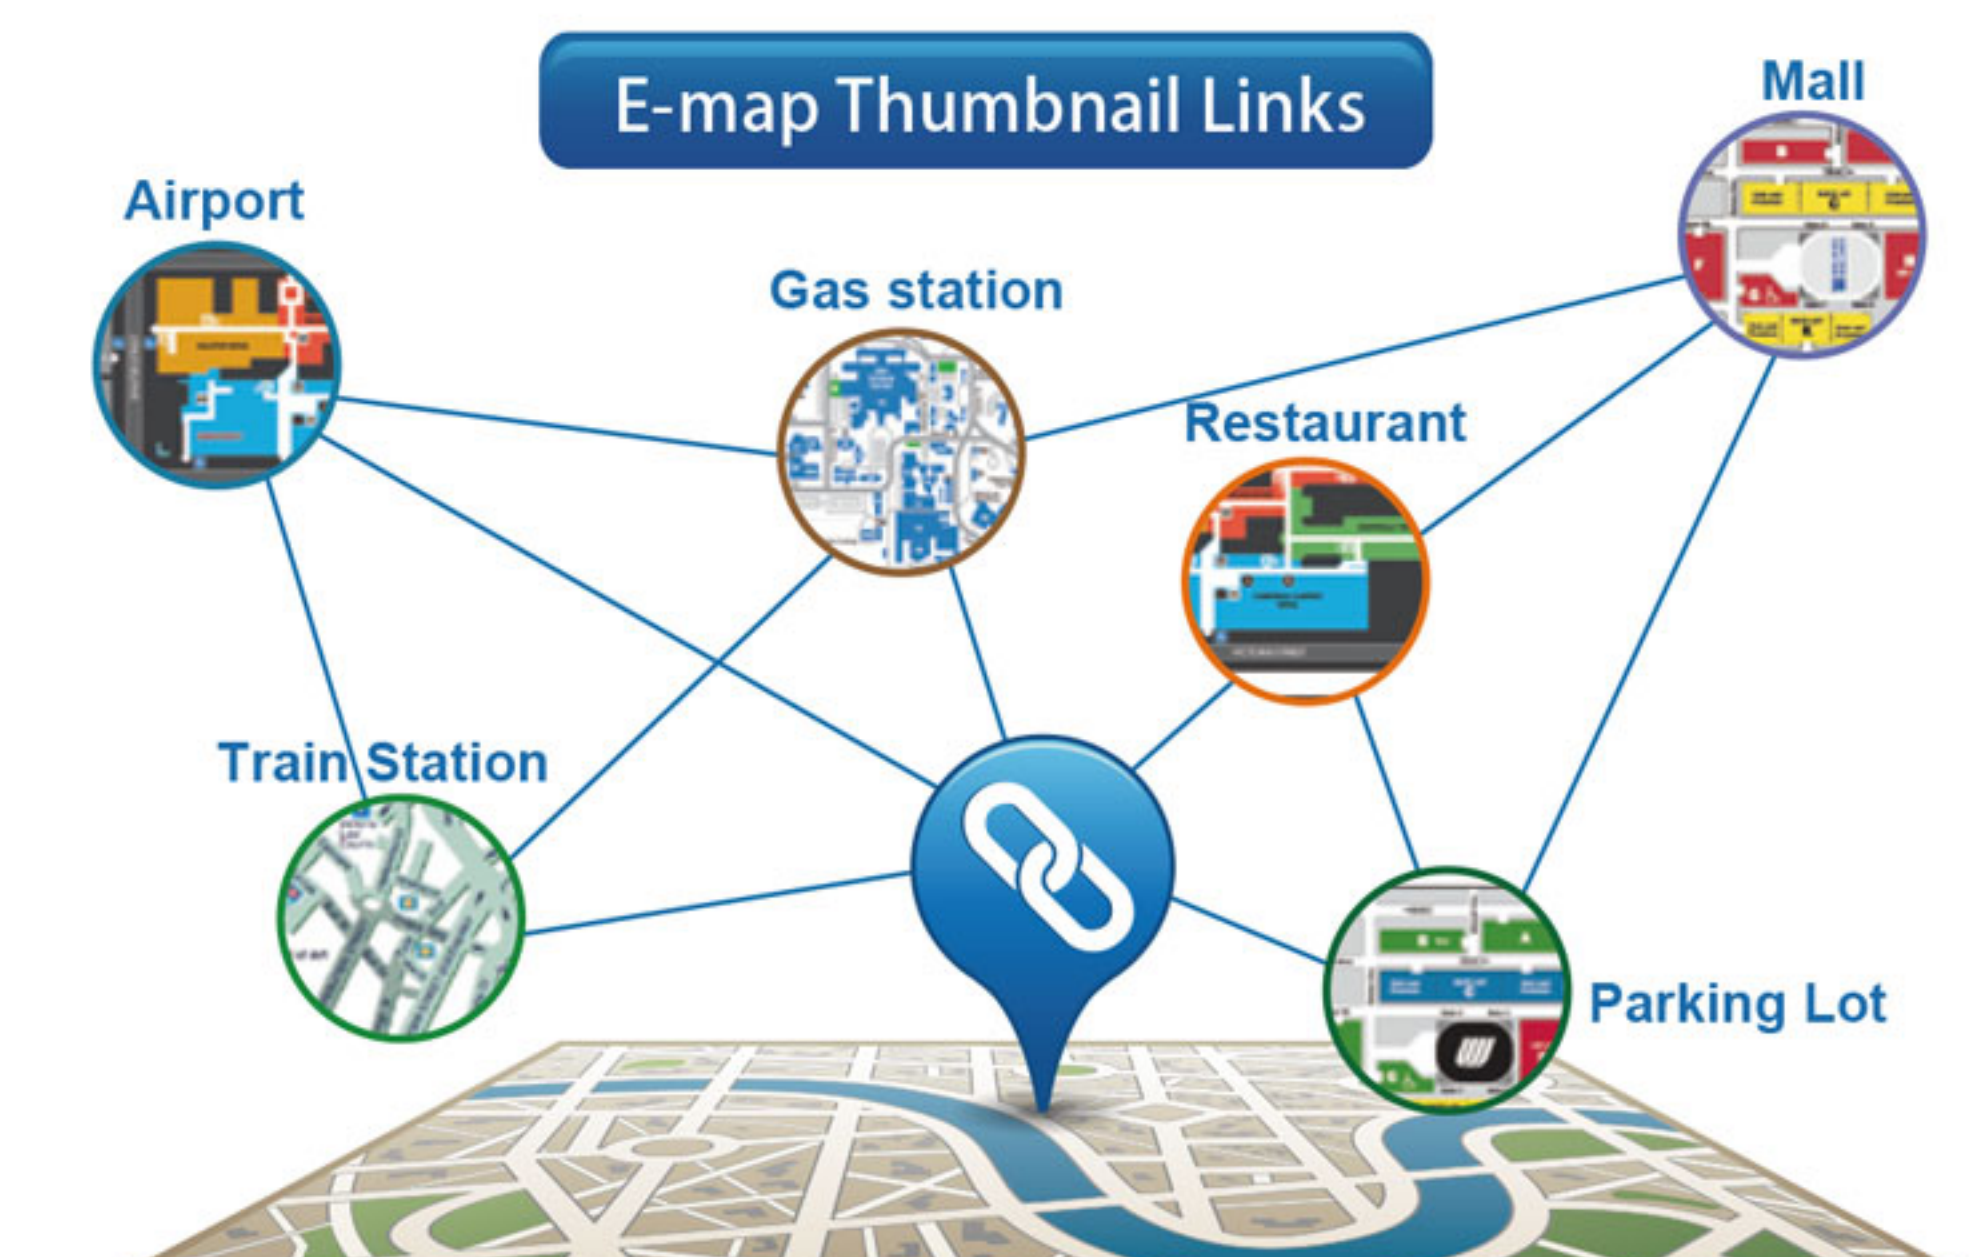 E-map Thumbnail Links
Mall
Airport
Gas station
Restaurant
Train Station
Parking Lot